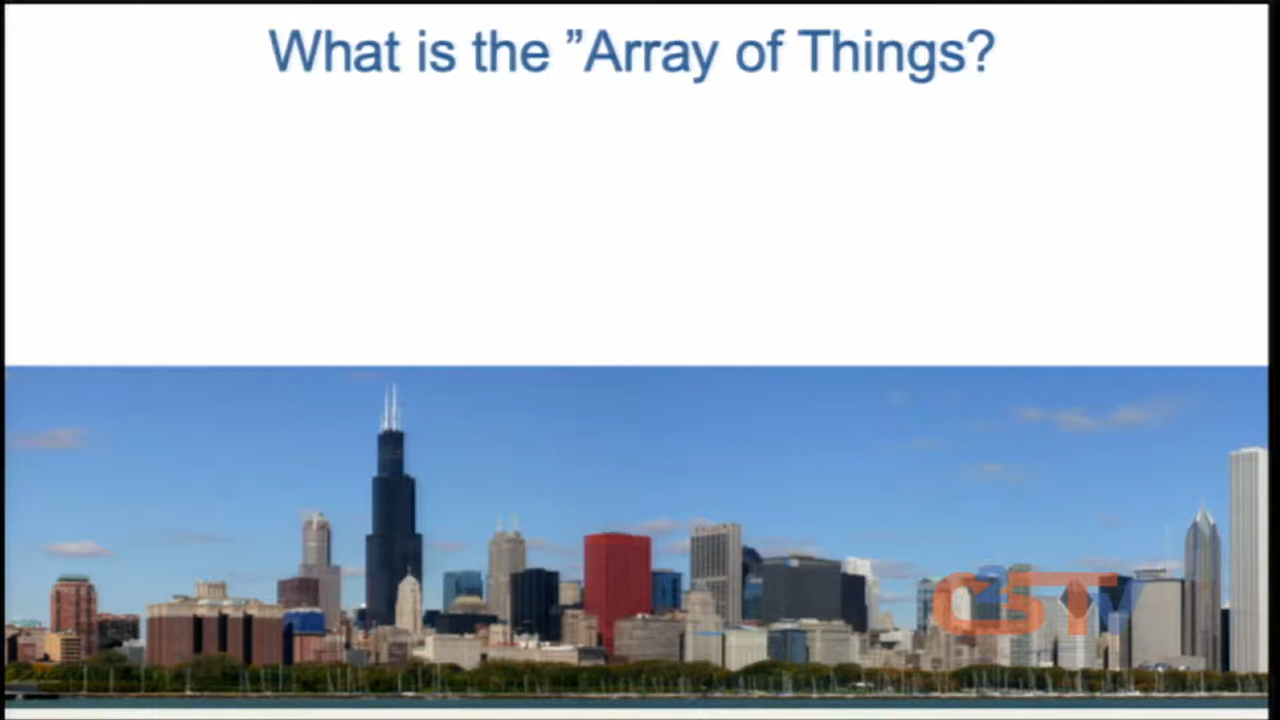 What is the ”Array of Things?